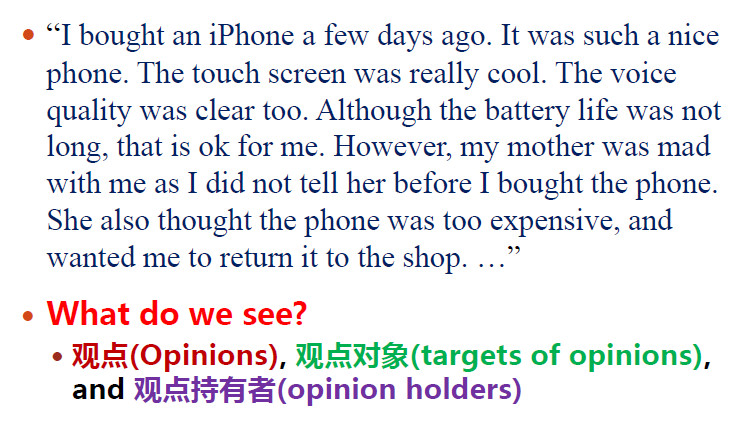 • “I bought an iPhone a few days ago. It was such a nice
phone. The touch screen was really cool. The voice
quality was clear too. Although the battery life was not
long, that is ok for me. However, my mother was mad
with me as I did not tell her before I bought the phone.
She also thought the phone was too expensive, and
wanted me to return it to the shop. …”
• What do we see?
• 观点(Opinions), 观点对象(targets of opinions),
and 观点持有者(opinion holders)